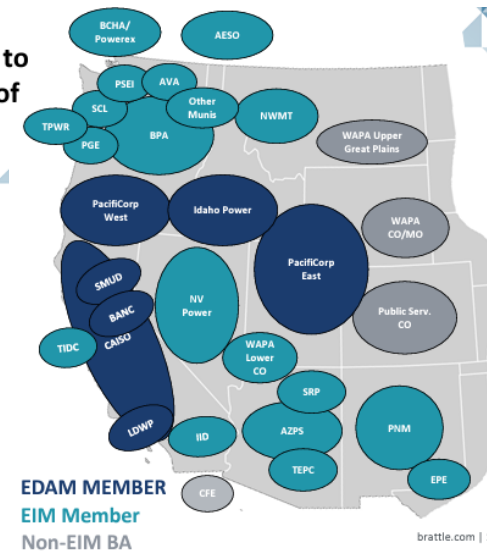 to
of
BCHA/
Powerex
AESO
PSEI
AVA
SCL
Other
Munis
TPWR
BPA
NWMT
PGE
WAPA Upper
Great Plains
PacifiCorp
West
Idaho Power
WAPA
CO/MO
PacifiCorp
East
SMUD
NV
Power
BANC
Public Serv.
CO
CAISO
TIDC
WAPA
Lower
CO
SRP
LDWP
IID
AZPS
PNM
TEPC
EPE
CFE
EDAM MEMBER
EIM Member
Non-EIM BA
brattle.com |